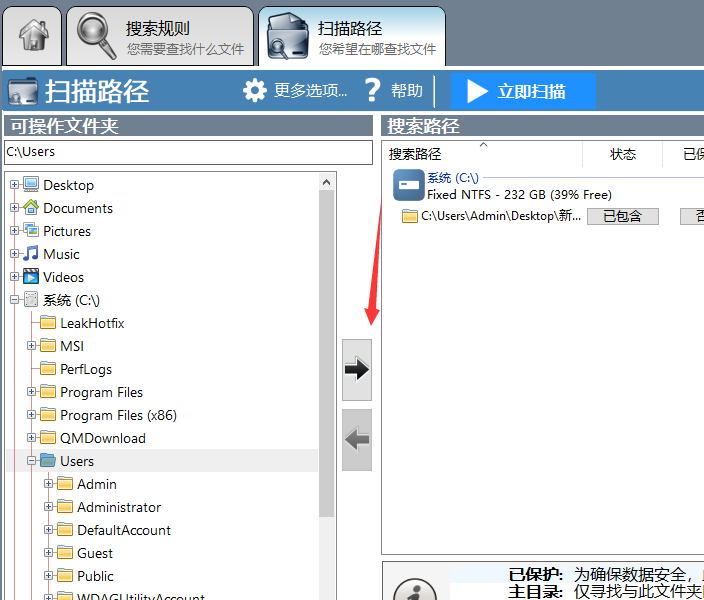 搜索规则
您需要查找什么文件
扫描路径
您希望在哪查找文件
扫描路径
更多选项...
帮助
立即扫描
可操作文件夹
搜索路径
C:\Users
搜索路径
状态
已保
Desktop
Documents
Pictures
Music
Videos
系统 (C:\)
LeakHotfix
MSI
PerfLogs
Program Files
Program Files (x86)
QMDownload
Users
Admin
Administrator
DefaultAccount
Guest
Public
WDAGUtilityAccount
系统 (C:\)
Fixed NTFS - 232 GB (39% Free)
C:\Users\Admin\Desktop\新...
已包含
已保护: 为确保数据安全,
主目录: 仅寻找与此文件夹